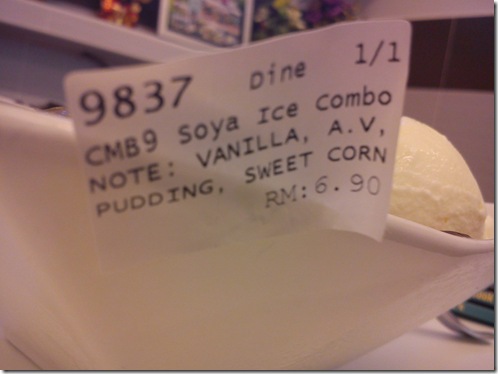 9837 Dine 1/1
CMB9 Soya Ice Combo
NOTE: VANILLA, A.V,
PUDDING, SWEET CORN
RM:6.90